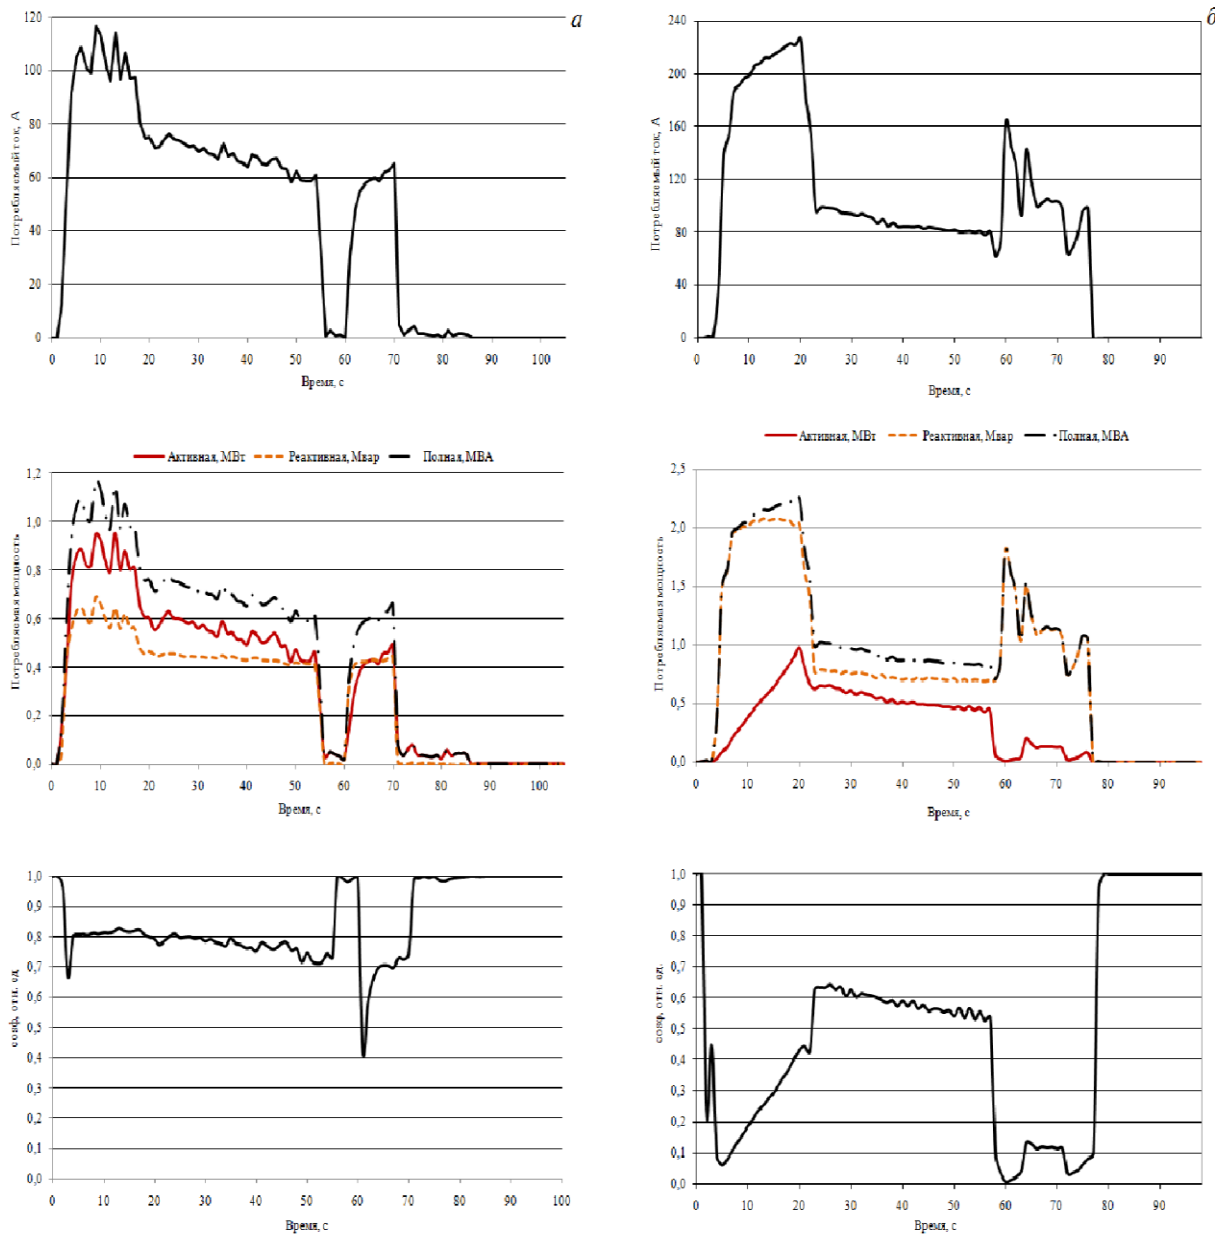 а
Потребляемый ток, А
120
100
80
60
40
20
0
0 10 20 30 40 50 60 70 80 90 100
Время, с
б
Потребляемый ток, А
240
200
160
120
80
40
0
0 10 20 30 40 50 60 70 80 90
Время, с
Активная, МВт Реактивная, Мвар Полная, МВА
Потребляемая мощность
1,2
1,0
0,8
0,6
0,4
0,2
0,0
0 10 20 30 40 50 60 70 80 90 100
Время, с
Активная, МВт Реактивная, Мвар Полная, МВА
Потребляемая мощность
2,5
2,0
1,5
1,0
0,5
0,0
0 10 20 30 40 50 60 70 80 90
Время, с
cosφ, отн. ед.
1,0
0,9
0,8
0,7
0,6
0,5
0,4
0,3
0,2
0,1
0,0
0 10 20 30 40 50 60 70 80 90 100
Время, с
cosφ, отн. ед.
1,0
0,9
0,8
0,7
0,6
0,5
0,4
0,3
0,2
0,1
0,0
0 10 20 30 40 50 60 70 80 90
Время, с